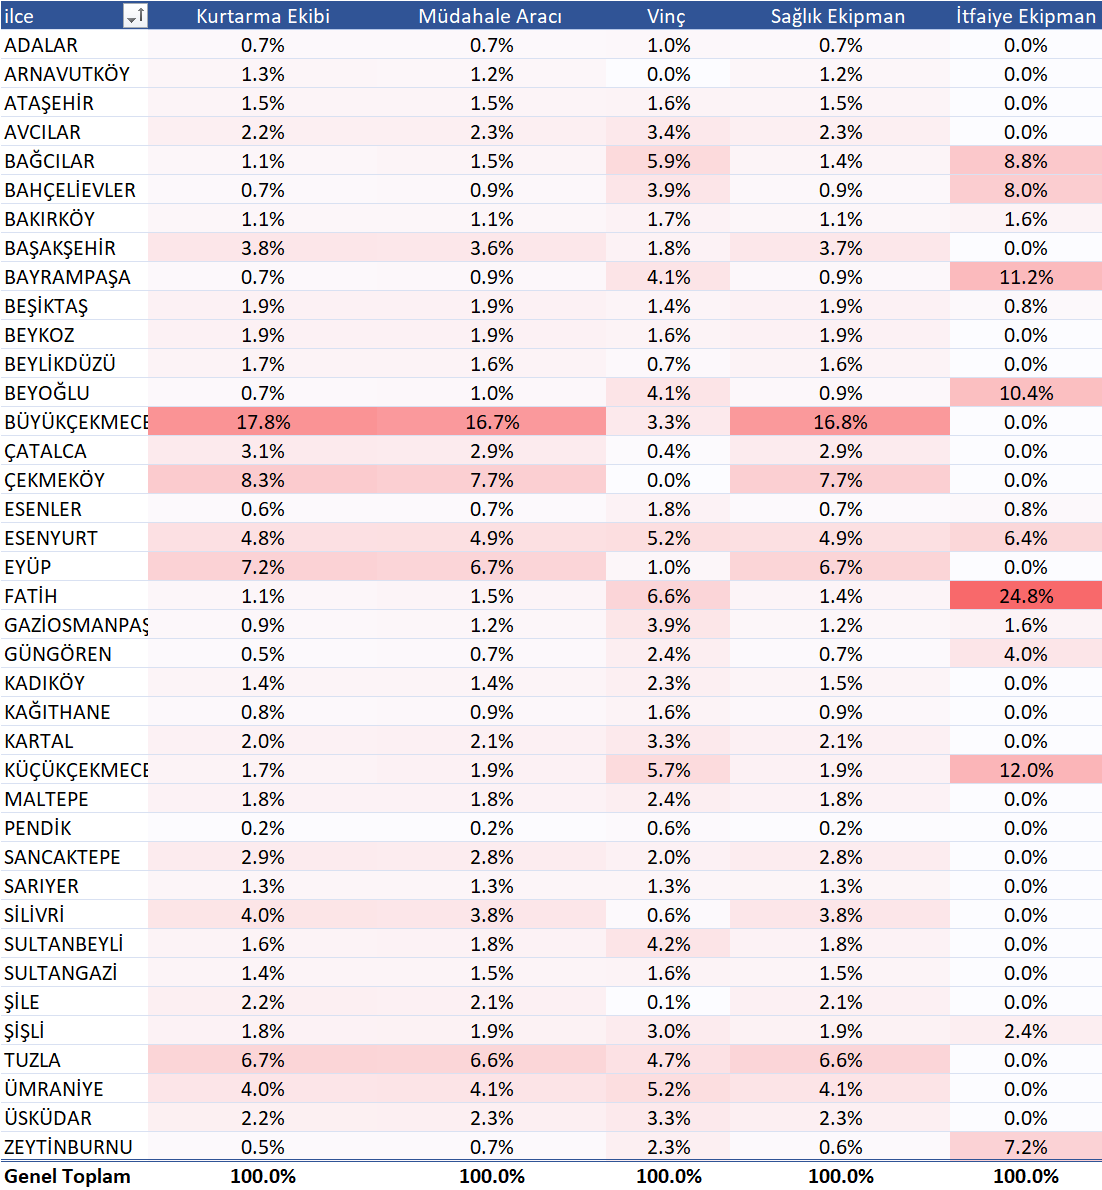 ilce Kurtarma Ekibi Müdahale Aracı Vinç Sağlık Ekipman İtfaiye Ekipman
ADALAR 0.7% 0.7% 1.0% 0.7% 0.0%
ARNAVUTKÖY 1.3% 1.2% 0.0% 1.2% 0.0%
ATAŞEHİR 1.5% 1.5% 1.6% 1.5% 0.0%
AVCILAR 2.2% 2.3% 3.4% 2.3% 0.0%
BAĞCILAR 1.1% 1.5% 5.9% 1.4% 8.8%
BAHÇELİEVLER 0.7% 0.9% 3.9% 0.9% 8.0%
BAKIRKÖY 1.1% 1.1% 1.7% 1.1% 1.6%
BAŞAKŞEHİR 3.8% 3.6% 1.8% 3.7% 0.0%
BAYRAMPAŞA 0.7% 0.9% 4.1% 0.9% 11.2%
BEŞİKTAŞ 1.9% 1.9% 1.4% 1.9% 0.8%
BEYKOZ 1.9% 1.9% 1.6% 1.9% 0.0%
BEYLİKDÜZÜ 1.7% 1.6% 0.7% 1.6% 0.0%
BEYOĞLU 0.7% 1.0% 4.1% 0.9% 10.4%
BÜYÜKÇEKMECE 17.8% 16.7% 3.3% 16.8% 0.0%
ÇATALCA 3.1% 2.9% 0.4% 2.9% 0.0%
ÇEKMEKÖY 8.3% 7.7% 0.0% 7.7% 0.0%
ESENLER 0.6% 0.7% 1.8% 0.7% 0.8%
ESENYURT 4.8% 4.9% 5.2% 4.9% 6.4%
EYÜP 7.2% 6.7% 1.0% 6.7% 0.0%
FATİH 1.1% 1.5% 6.6% 1.4% 24.8%
GAZİOSMANPAŞ 0.9% 1.2% 3.9% 1.2% 1.6%
GÜNGÖREN 0.5% 0.7% 2.4% 0.7% 4.0%
KADIKÖY 1.4% 1.4% 2.3% 1.5% 0.0%
KAĞITHANE 0.8% 0.9% 1.6% 0.9% 0.0%
KARTAL 2.0% 2.1% 3.3% 2.1% 0.0%
KÜÇÜKÇEKMECE 1.7% 1.9% 5.7% 1.9% 12.0%
MALTEPE 1.8% 1.8% 2.4% 1.8% 0.0%
PENDİK 0.2% 0.2% 0.6% 0.2% 0.0%
SANCAKTEPE 2.9% 2.8% 2.0% 2.8% 0.0%
SARIYER 1.3% 1.3% 1.3% 1.3% 0.0%
SİLİVRİ 4.0% 3.8% 0.6% 3.8% 0.0%
SULTANBEYLİ 1.6% 1.8% 4.2% 1.8% 0.0%
SULTANGAZİ 1.4% 1.5% 1.6% 1.5% 0.0%
ŞİLE 2.2% 2.1% 0.1% 2.1% 0.0%
ŞİŞLİ 1.8% 1.9% 3.0% 1.9% 2.4%
TUZLA 6.7% 6.6% 4.7% 6.6% 0.0%
ÜMRANİYE 4.0% 4.1% 5.2% 4.1% 0.0%
ÜSKÜDAR 2.2% 2.3% 3.3% 2.3% 0.0%
ZEYTİNBURNU 0.5% 0.7% 2.3% 0.6% 7.2%
Genel Toplam 100.0% 100.0% 100.0% 100.0% 100.0%